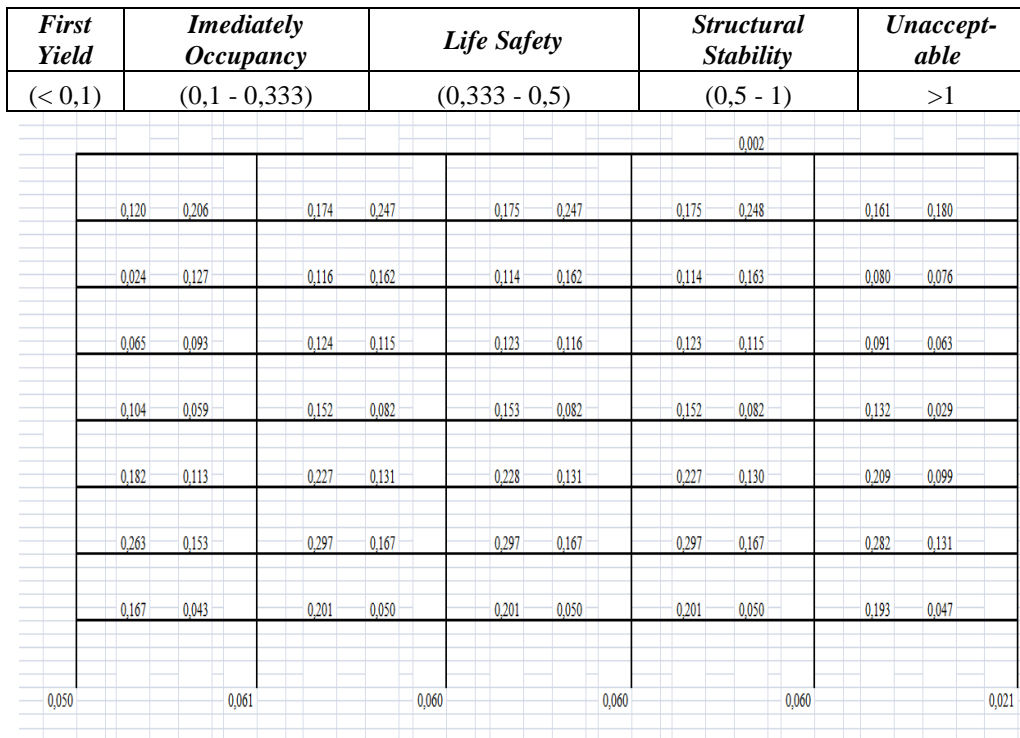 First Yield Imediately Occupancy Life Safety Structural Stability Unaccept-able
(< 0,1) (0,1 - 0,333) (0,333 - 0,5) (0,5 - 1) >1
0,002
0,120 0,206 0,174 0,247 0,175 0,247 0,175 0,248 0,161 0,180
0,024 0,127 0,116 0,162 0,114 0,162 0,114 0,163 0,080 0,076
0,065 0,093 0,124 0,115 0,123 0,116 0,123 0,115 0,091 0,063
0,104 0,059 0,152 0,082 0,153 0,082 0,152 0,082 0,132 0,029
0,182 0,113 0,227 0,131 0,228 0,131 0,227 0,130 0,209 0,099
0,263 0,153 0,297 0,167 0,297 0,167 0,297 0,167 0,282 0,131
0,167 0,043 0,201 0,050 0,201 0,050 0,201 0,050 0,193 0,047
0,050 0,061 0,060 0,060 0,060 0,021